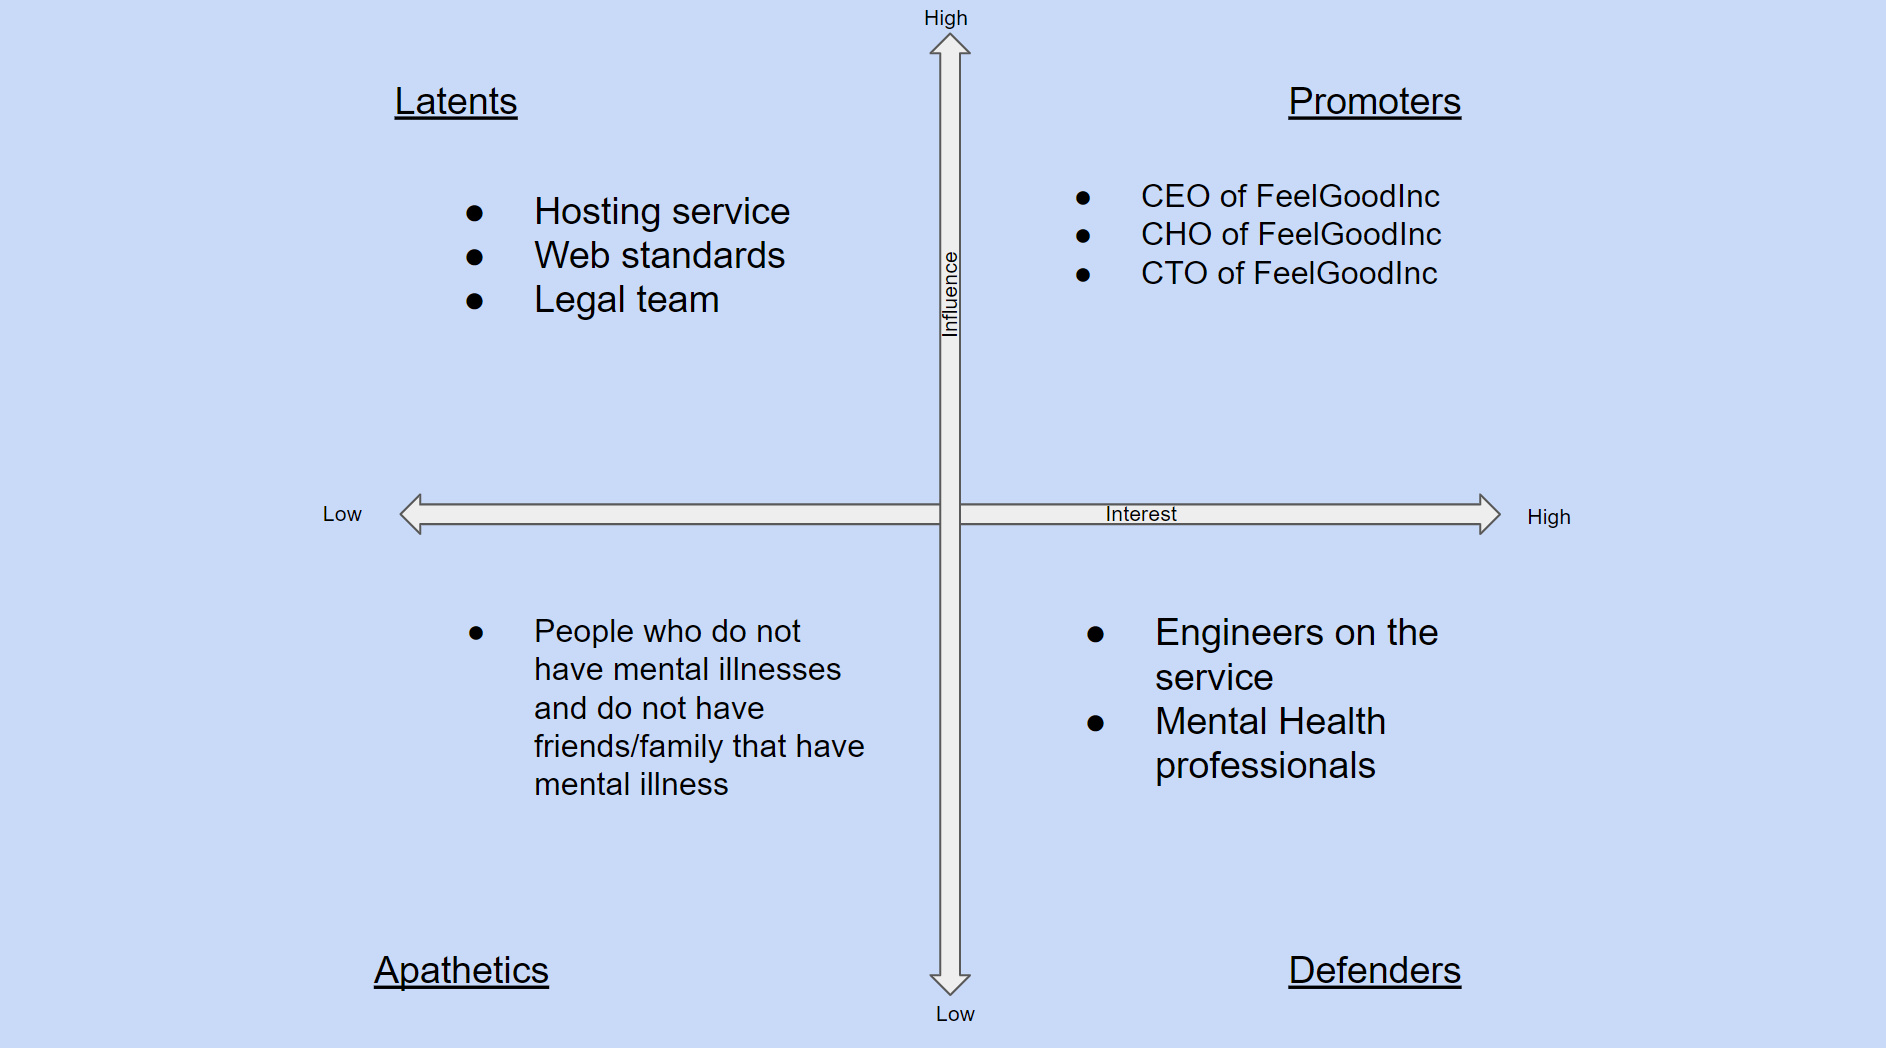 High
Latents
Promoters
● Hosting service
● Web standards
● Legal team
● CEO of FeelGoodInc
● CHO of FeelGoodInc
● CTO of FeelGoodInc
Influence
Low
Interest
High
● People who do not
have mental illnesses
and do not have
friends/family that have
mental illness
● Engineers on the
service
● Mental Health
professionals
Apathetics
Defenders
Low